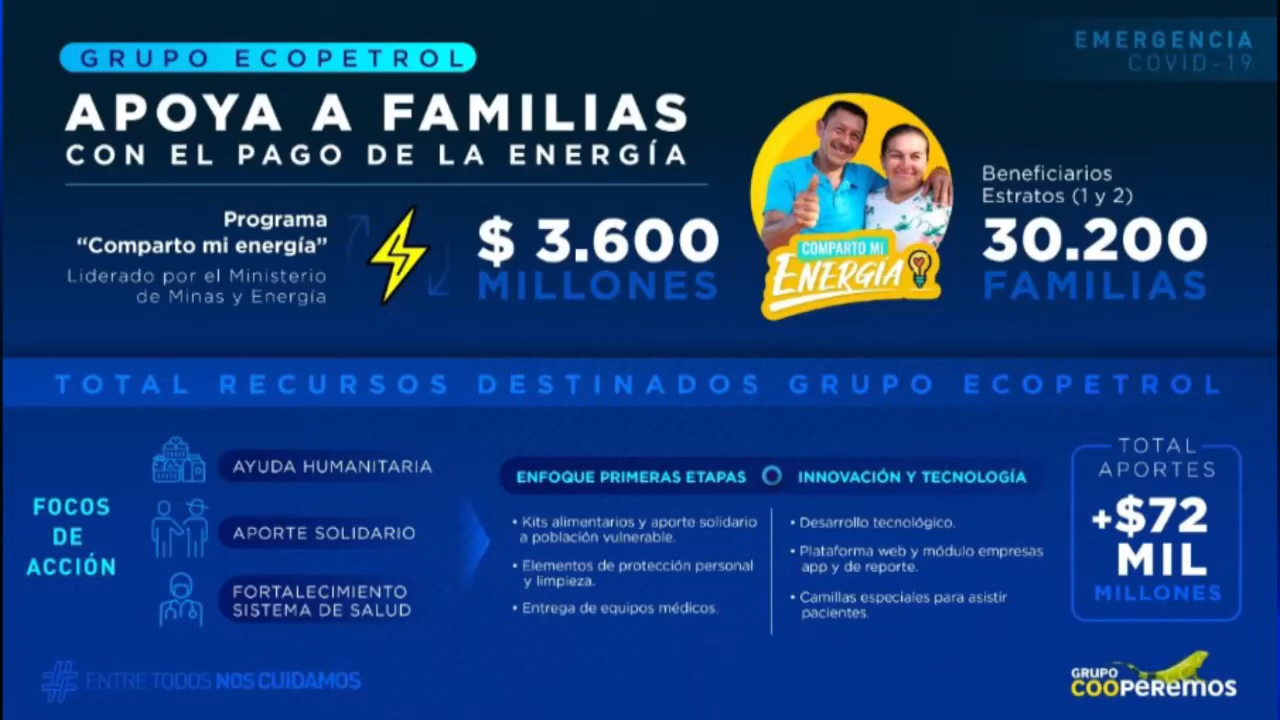 GRUPO ECOPETROL
EMERGENCIA
COVID-19
APOYA A FAMILIAS
CON EL PAGO DE LA ENERGÍA
Programa
“Comparto mi energía”
Liderado por el Ministerio
de Minas y Energía
$ 3.600
MILLONES
COMPARTO MI
ENERGÍA
Beneficiarios
Estratos (1 y 2)
30.200
FAMILIAS
TOTAL RECURSOS DESTINADOS GRUPO ECOPETROL
FOCOS
DE
ACCIÓN
AYUDA HUMANITARIA
APORTE SOLIDARIO
FORTALECIMIENTO
SISTEMA DE SALUD
ENFOQUE PRIMERAS ETAPAS
• Kits alimentarios y aporte solidario
a población vulnerable.
• Elementos de protección personal
y limpieza.
• Entrega de equipos médicos.
INNOVACIÓN Y TECNOLOGÍA
• Desarrollo tecnológico.
• Plataforma web y módulo empresas
app y de reporte.
• Camillas especiales para asistir
pacientes.
TOTAL
APORTES
+$72
MIL
MILLONES
# ENTRE TODOS NOS CUIDAMOS
GRUPO
COOPEREMOS